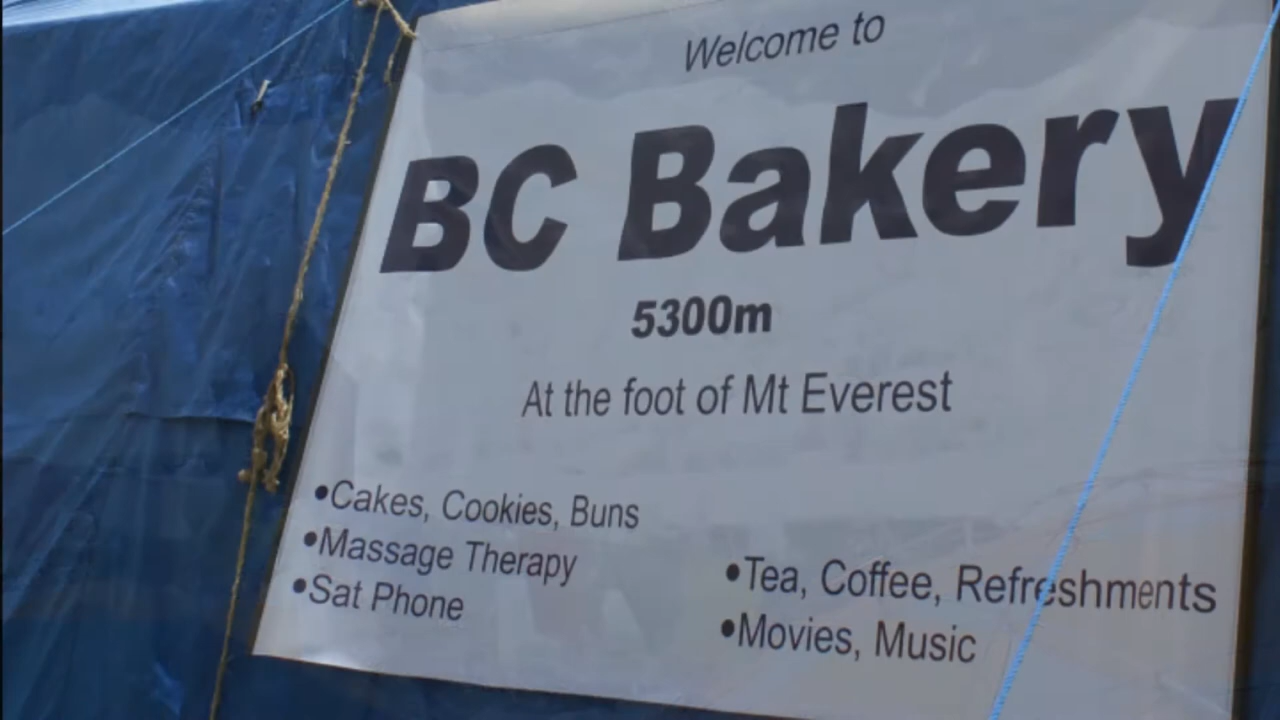 Welcome to
BC Bakery
5300m
At the foot of Mt Everest
•Cakes, Cookies, Buns
•Massage Therapy
•Sat Phone
•Tea, Coffee, Refreshments
•Movies, Music